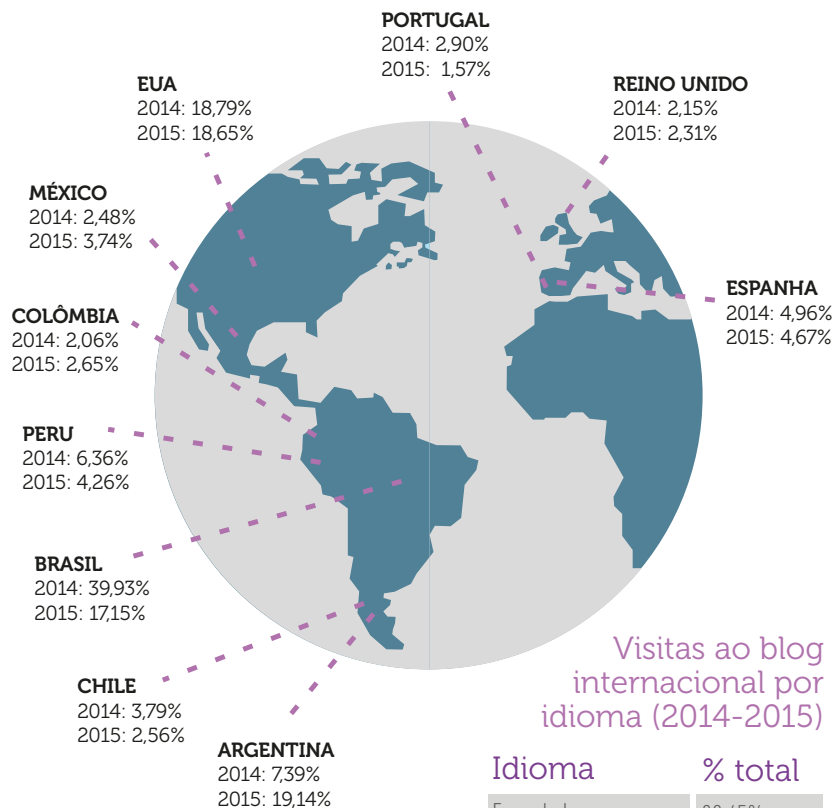 PORTUGAL
2014: 2,90%
2015: 1,57%
EUA
2014: 18,79%
2015: 18,65%
REINO UNIDO
2014: 2,15%
2015: 2,31%
MÉXICO
2014: 2,48%
2015: 3,74%
ESPANHA
2014: 4,96%
2015: 4,67%
COLÔMBIA
2014: 2,06%
2015: 2,65%
PERU
2014: 6,36%
2015: 4,26%
BRASIL
2014: 39,93%
2015: 17,15%
CHILE
2014: 3,79%
2015: 2,56%
ARGENTINA
2014: 7,39%
2015: 19,14%
Visitas ao blog
internacional por
idioma (2014-2015)
Idioma % total